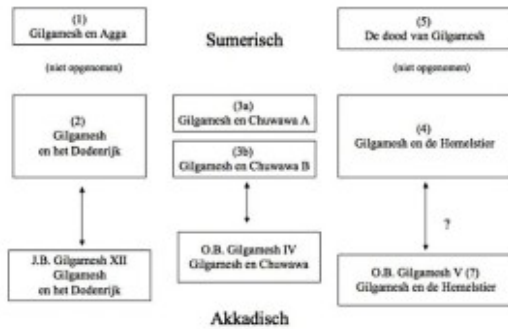 (1)
Gilgamesh en Agga
Sumerisch
(5)
De dood van Gilgamesh
(niet opgenomen)
(niet opgenomen)
(2)
Gilgamesh
en het Dodenrijk
(3a)
Gilgamesh en Chuwawa A
(3b)
Gilgamesh en Chuwawa B
(4)
Gilgamesh en de Hemelstier
?
J.B. Gilgamesh XII
Gilgamesh
en het Dodenrijk
O.B. Gilgamesh IV
Gilgamesh en Chuwawa
O.B. Gilgamesh V (?)
Gilgamesh en de Hemelstier
Akkadisch